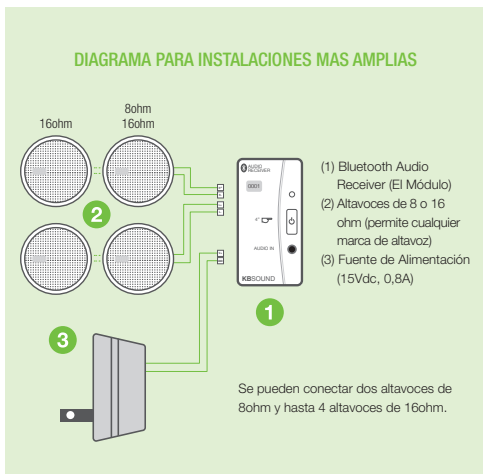 DIAGRAMA PARA INSTALACIONES MAS AMPLIAS
16ohm
8ohm
16ohm
2
AUDIO
RECEIVER
0001
AUDIO IN
KBSOUND
1
3
(1) Bluetooth Audio
Receiver (El Módulo)
(2) Altavoces de 8 o 16
ohm (permite cualquier
marca de altavoz)
(3) Fuente de Alimentación
(15Vdc, 0,8A)
Se pueden conectar dos altavoces de
8ohm y hasta 4 altavoces de 16ohm.